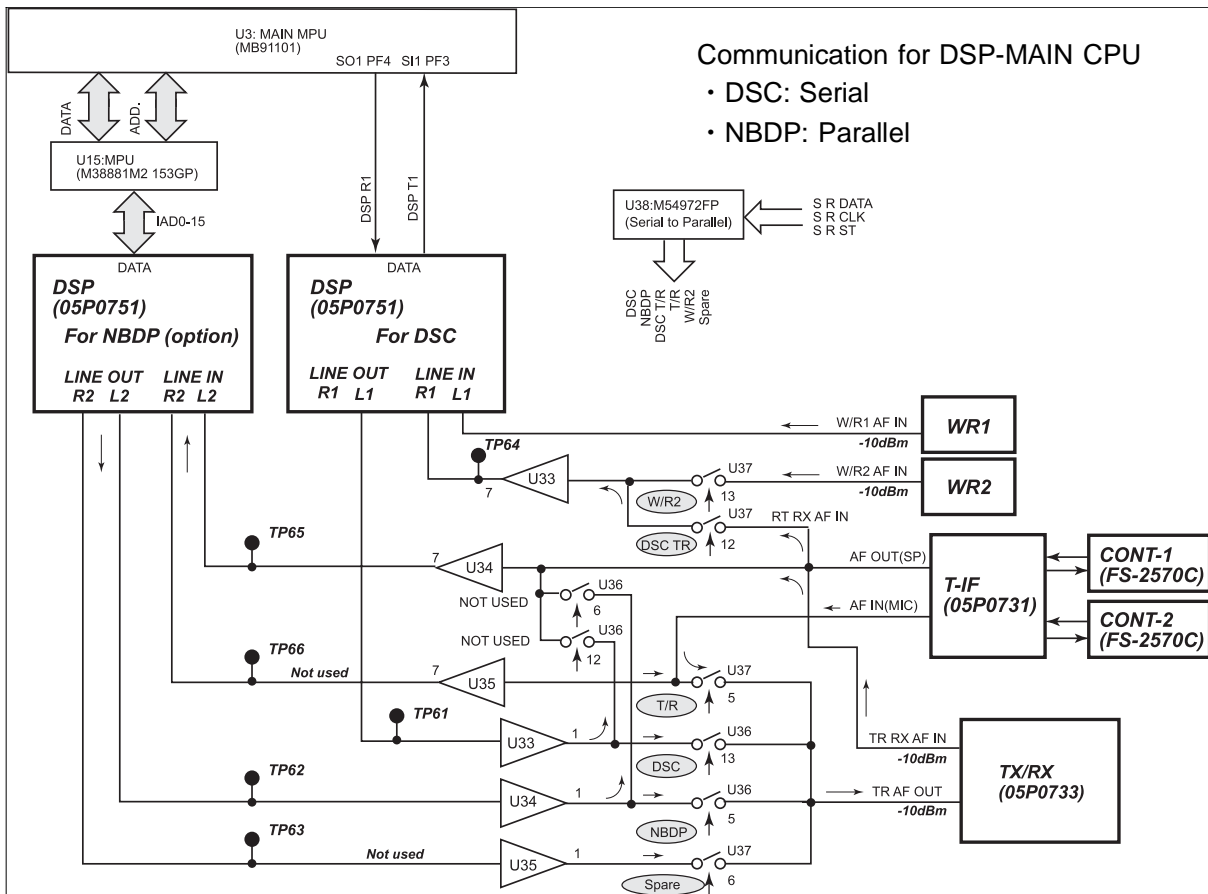 U3: MAIN MPU
(MB91101)
SO1 PF4 SI1 PF3
Communication for DSP-MAIN CPU
・DSC: Serial
・NBDP: Parallel
DATA
ADD.
U15:MPU
(M38881M2 153GP)
IAD0-15
DSP R1
DSP T1
U38:M54972FP
(Serial to Parallel)
S R DATA
S R CLK
S R ST
DSC
NBDP
DSC T/R
T/R
W/R2
Spare
DATA
DSP
(05P0751)
For NBDP (option)
LINE OUT LINE IN
R2 L2 R2 L2
DATA
DSP
(05P0751)
For DSC
LINE OUT LINE IN
R1 L1 R1 L1
W/R1 AF IN
-10dBm
WR1
TP64
U33
7
U37
W/R2
13
W/R2 AF IN
-10dBm
WR2
U37
DSC TR
12
RT RX AF IN
TP65
7
U34
AF OUT(SP)
T-IF
(05P0731)
CONT-1
(FS-2570C)
CONT-2
(FS-2570C)
NOT USED
U36
6
AF IN(MIC)
NOT USED
U36
12
TP66
Not used
7
U35
U37
T/R
5
TP61
U33
1
U36
DSC
13
TR RX AF IN
-10dBm
TX/RX
(05P0733)
TP62
U34
1
U36
NBDP
5
TR AF OUT
-10dBm
TP63
Not used
U35
1
U37
Spare
6